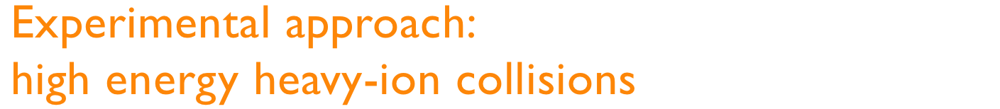 Experimental approach:
high energy heavy-ion collisions